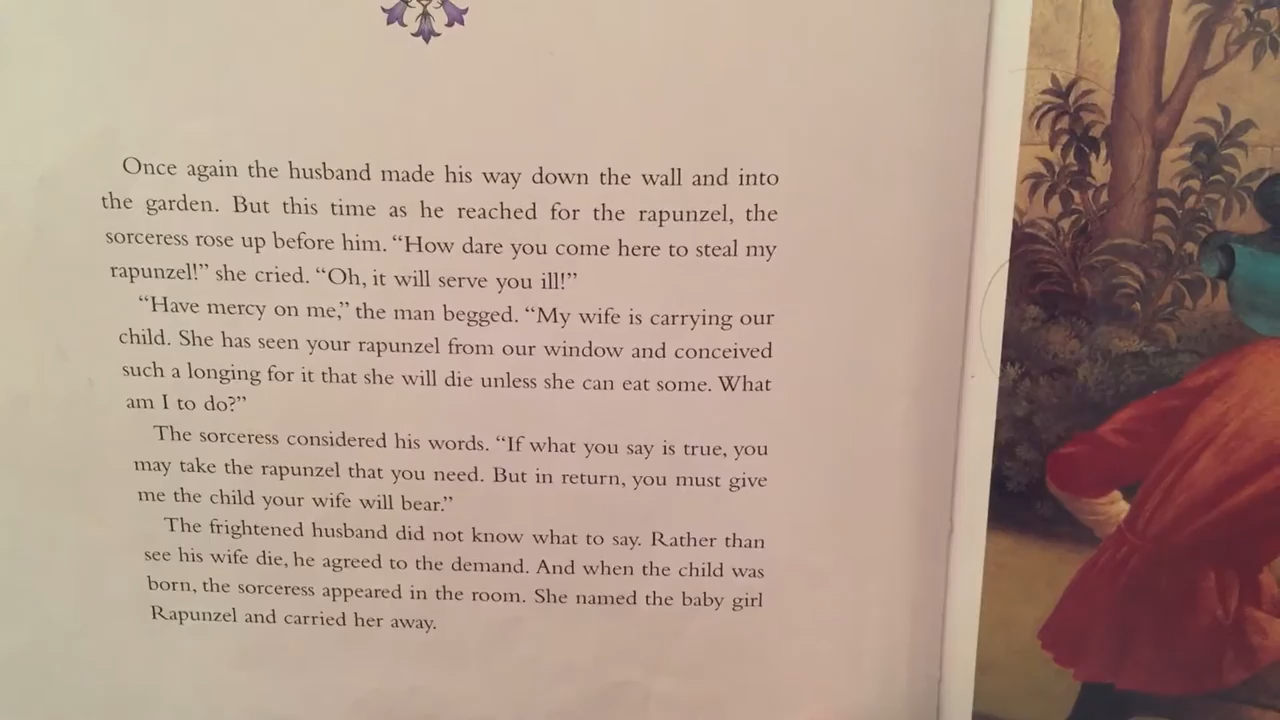 Once again the husband made his way down the wall and into
the garden. But this time as he reached for the rapunzel, the
sorceress rose up before him. “How dare you come here to steal my
rapunzel!” she cried. “Oh, it will serve you ill!”
“Have mercy on me,” the man begged. “My wife is carrying our
child. She has seen your rapunzel from our window and conceived
such a longing for it that she will die unless she can eat some. What
am I to do?”
The sorceress considered his words. “If what you say is true, you
may take the rapunzel that you need. But in return, you must give
me the child your wife will bear.”
The frightened husband did not know what to say. Rather than
see his wife die, he agreed to the demand. And when the child was
born, the sorceress appeared in the room. She named the baby girl
Rapunzel and carried her away.